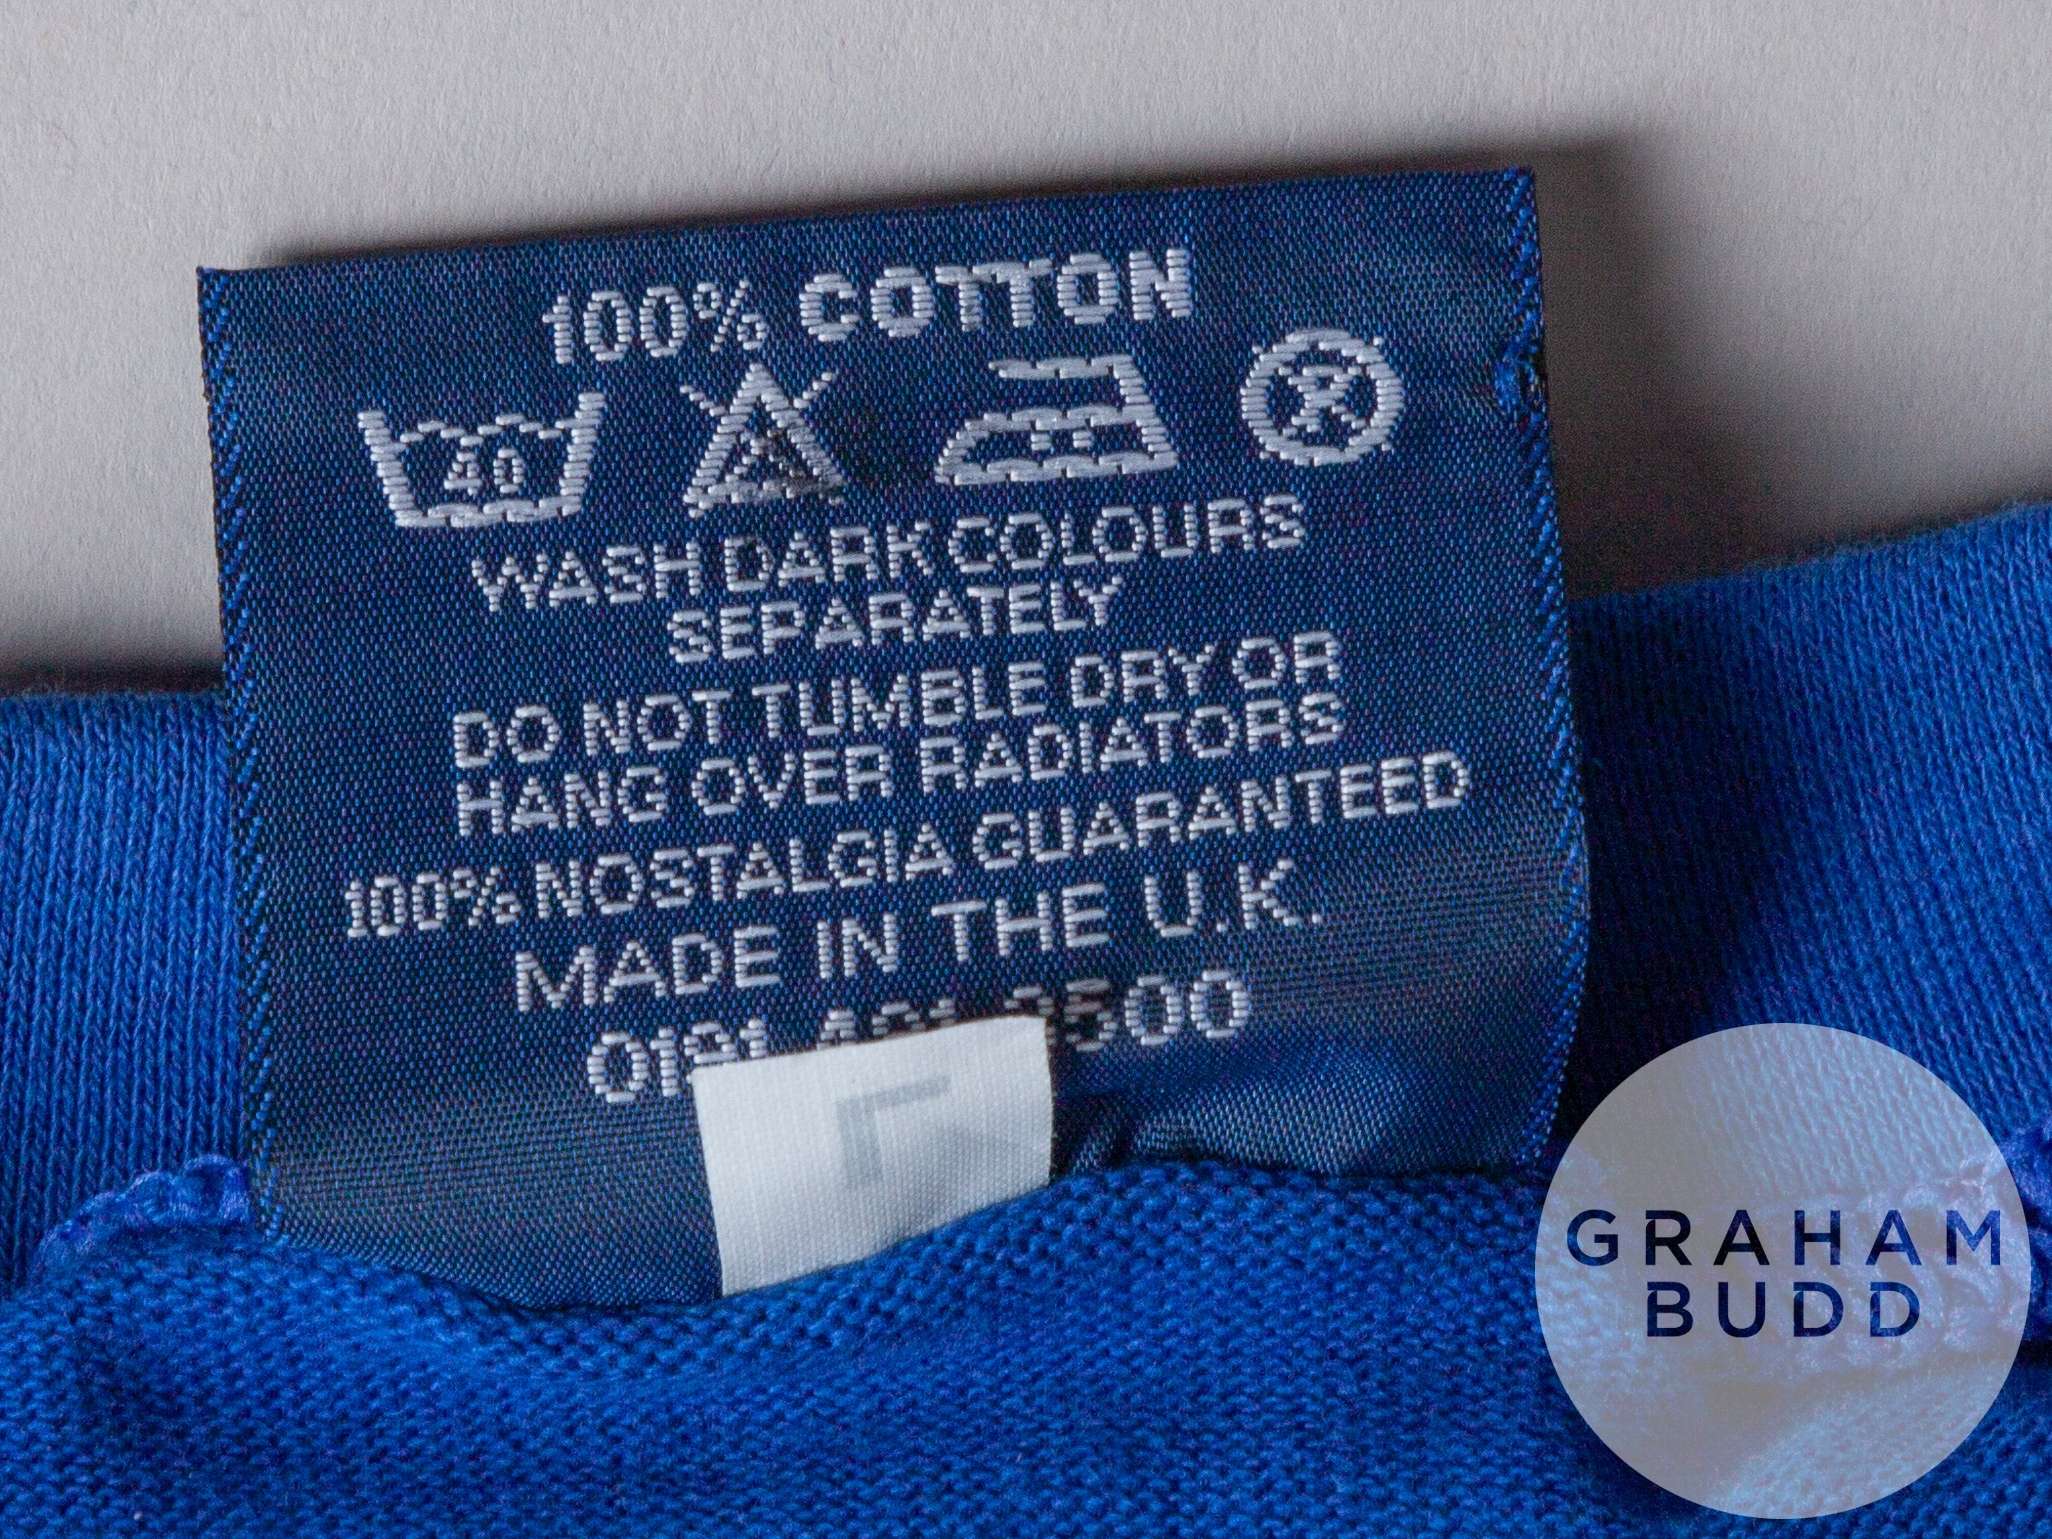 100% COTTON
40
WASH DARK COLOURS
SEPARATELY
DO NOT TUMBLE DRY OR
HANG OVER RADIATORS
100% NOSTALGIA GUARANTEED
MADE IN THE U.K.
0191
GRAHAM
BUDD